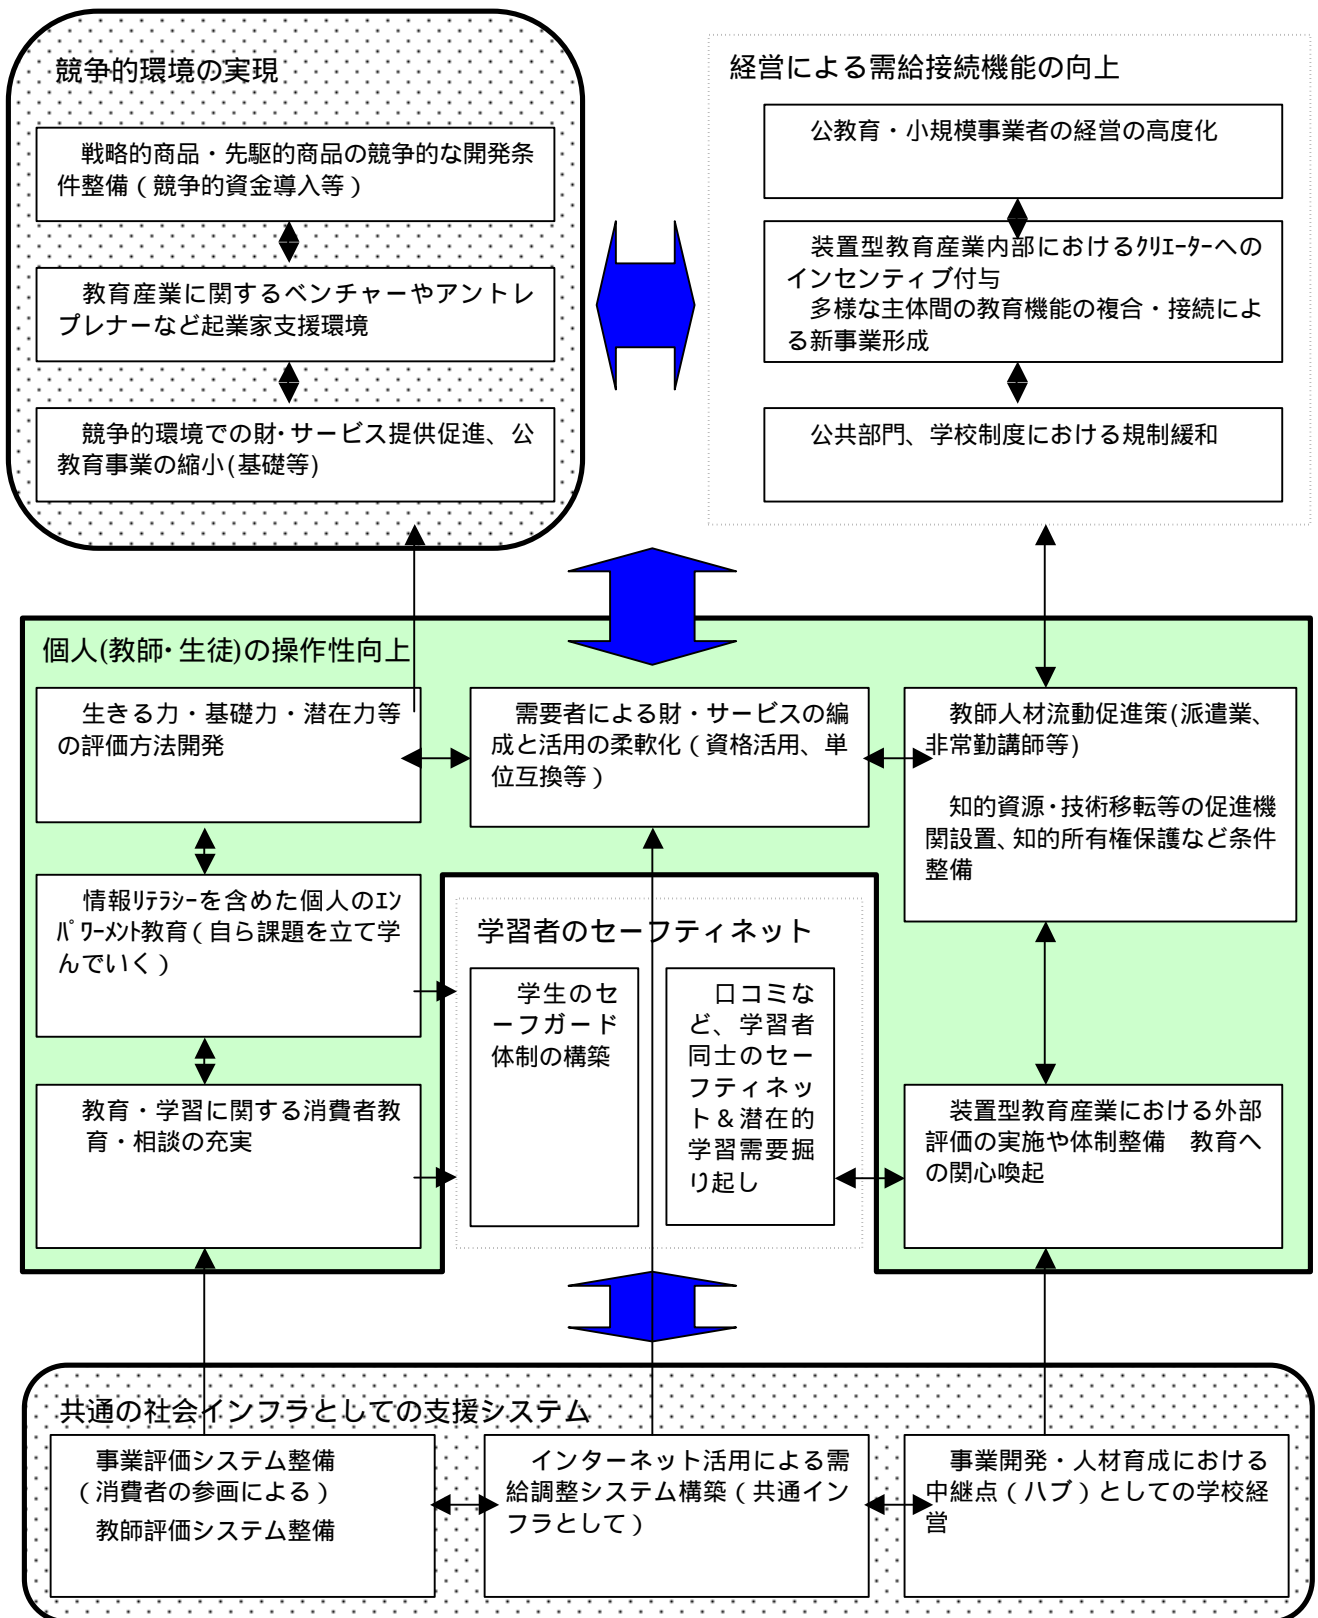 競争的環境の実現
戦略的商品・先駆的商品の競争的な開発条
件整備（競争的資金導入等）
教育産業に関するベンチャーやアントレ
プレナーなど起業家支援環境
競争的環境での財・サービス提供促進、公
教育事業の縮小(基礎等)
経営による需給接続機能の向上
公教育・小規模事業者の経営の高度化
装置型教育産業内部におけるｸﾘｴｰﾀｰへの
インセンティブ付与
多様な主体間の教育機能の複合・接続によ
る新事業形成
公共部門、学校制度における規制緩和
個人(教師・生徒)の操作性向上
生きる力・基礎力・潜在力等
の評価方法開発
需要者による財・サービスの編
成と活用の柔軟化（資格活用、単
位互換等）
教師人材流動促進策(派遣業、
非常勤講師等)
知的資源・技術移転等の促進機
関設置、知的所有権保護など条件
整備
情報ﾘﾃﾗｼｰを含めた個人のｴﾝ
ﾊﾟﾜｰﾒﾝﾄ教育（自ら課題を立て学
んでいく）
学習者のセーフティネット
学生のセ
ーフガード
体制の構築
口コミな
ど、学習者
同士のセー
フティネッ
ト＆潜在的
学習需要掘
り起し
教育・学習に関する消費者教
育・相談の充実
装置型教育産業における外部
評価の実施や体制整備　教育へ
の関心喚起
共通の社会インフラとしての支援システム
事業評価システム整備
（消費者の参画による）
教師評価システム整備
インターネット活用による需
給調整システム構築（共通イン
フラとして）
事業開発・人材育成における
中継点（ハブ）としての学校経
営